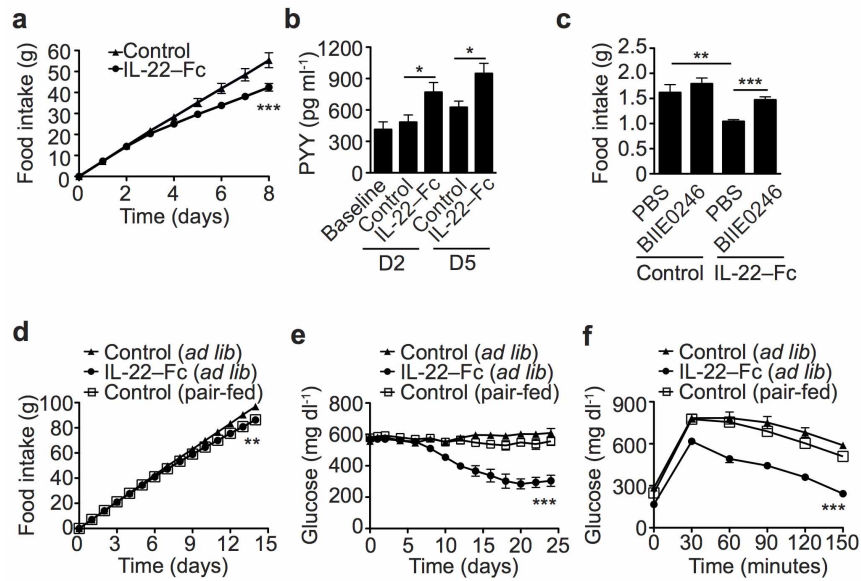 a
Food intake (g)
60
50
40
30
20
10
0
Control
IL-22–Fc
***
0 2 4 6 8
Time (days)
b
PYY (pg ml-1)
1200
900
600
300
0
* *
Baseline
Control
IL-22–Fc
Control
IL-22–Fc
D2 D5
c
Food intake (g)
2.5
2.0
1.5
1.0
0.5
0.0
** ***
PBS
BIIE0246
PBS
BIIE0246
Control IL-22–Fc
d
Control (ad lib)
IL-22–Fc (ad lib)
Control (pair-fed)
Food intake (g)
100
80
60
40
20
0
**
0 3 6 9 12 15
Time (days)
e
Control (ad lib)
IL-22–Fc (ad lib)
Control (pair-fed)
Glucose (mg dl-1)
800
600
400
200
0
***
0 5 10 15 20 25
Time (days)
f
Control (ad lib)
IL-22–Fc (ad lib)
Control (pair-fed)
Glucose (mg dl-1)
900
600
300
0
***
0 30 60 90 120 150
Time (minutes)